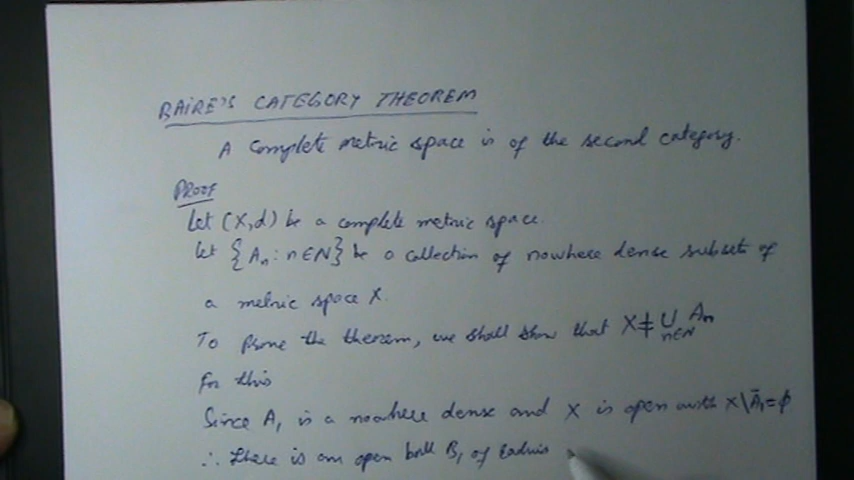 BAIRE'S CATEGORY THEOREM
A complete metric space is of the second category.
PROOF
Let (X,d) be a complete metric space.
Let {Aₙ : n∈N} be a collection of nowhere dense subsets of
a metric space X.
To prove the theorem, we shall show that X ≠ ∪ Aₙ
n∈N
For this
Since A₁ is a nowhere dense and X is open with X\Ā₁=φ
∴ there is an open ball B₁ of radius